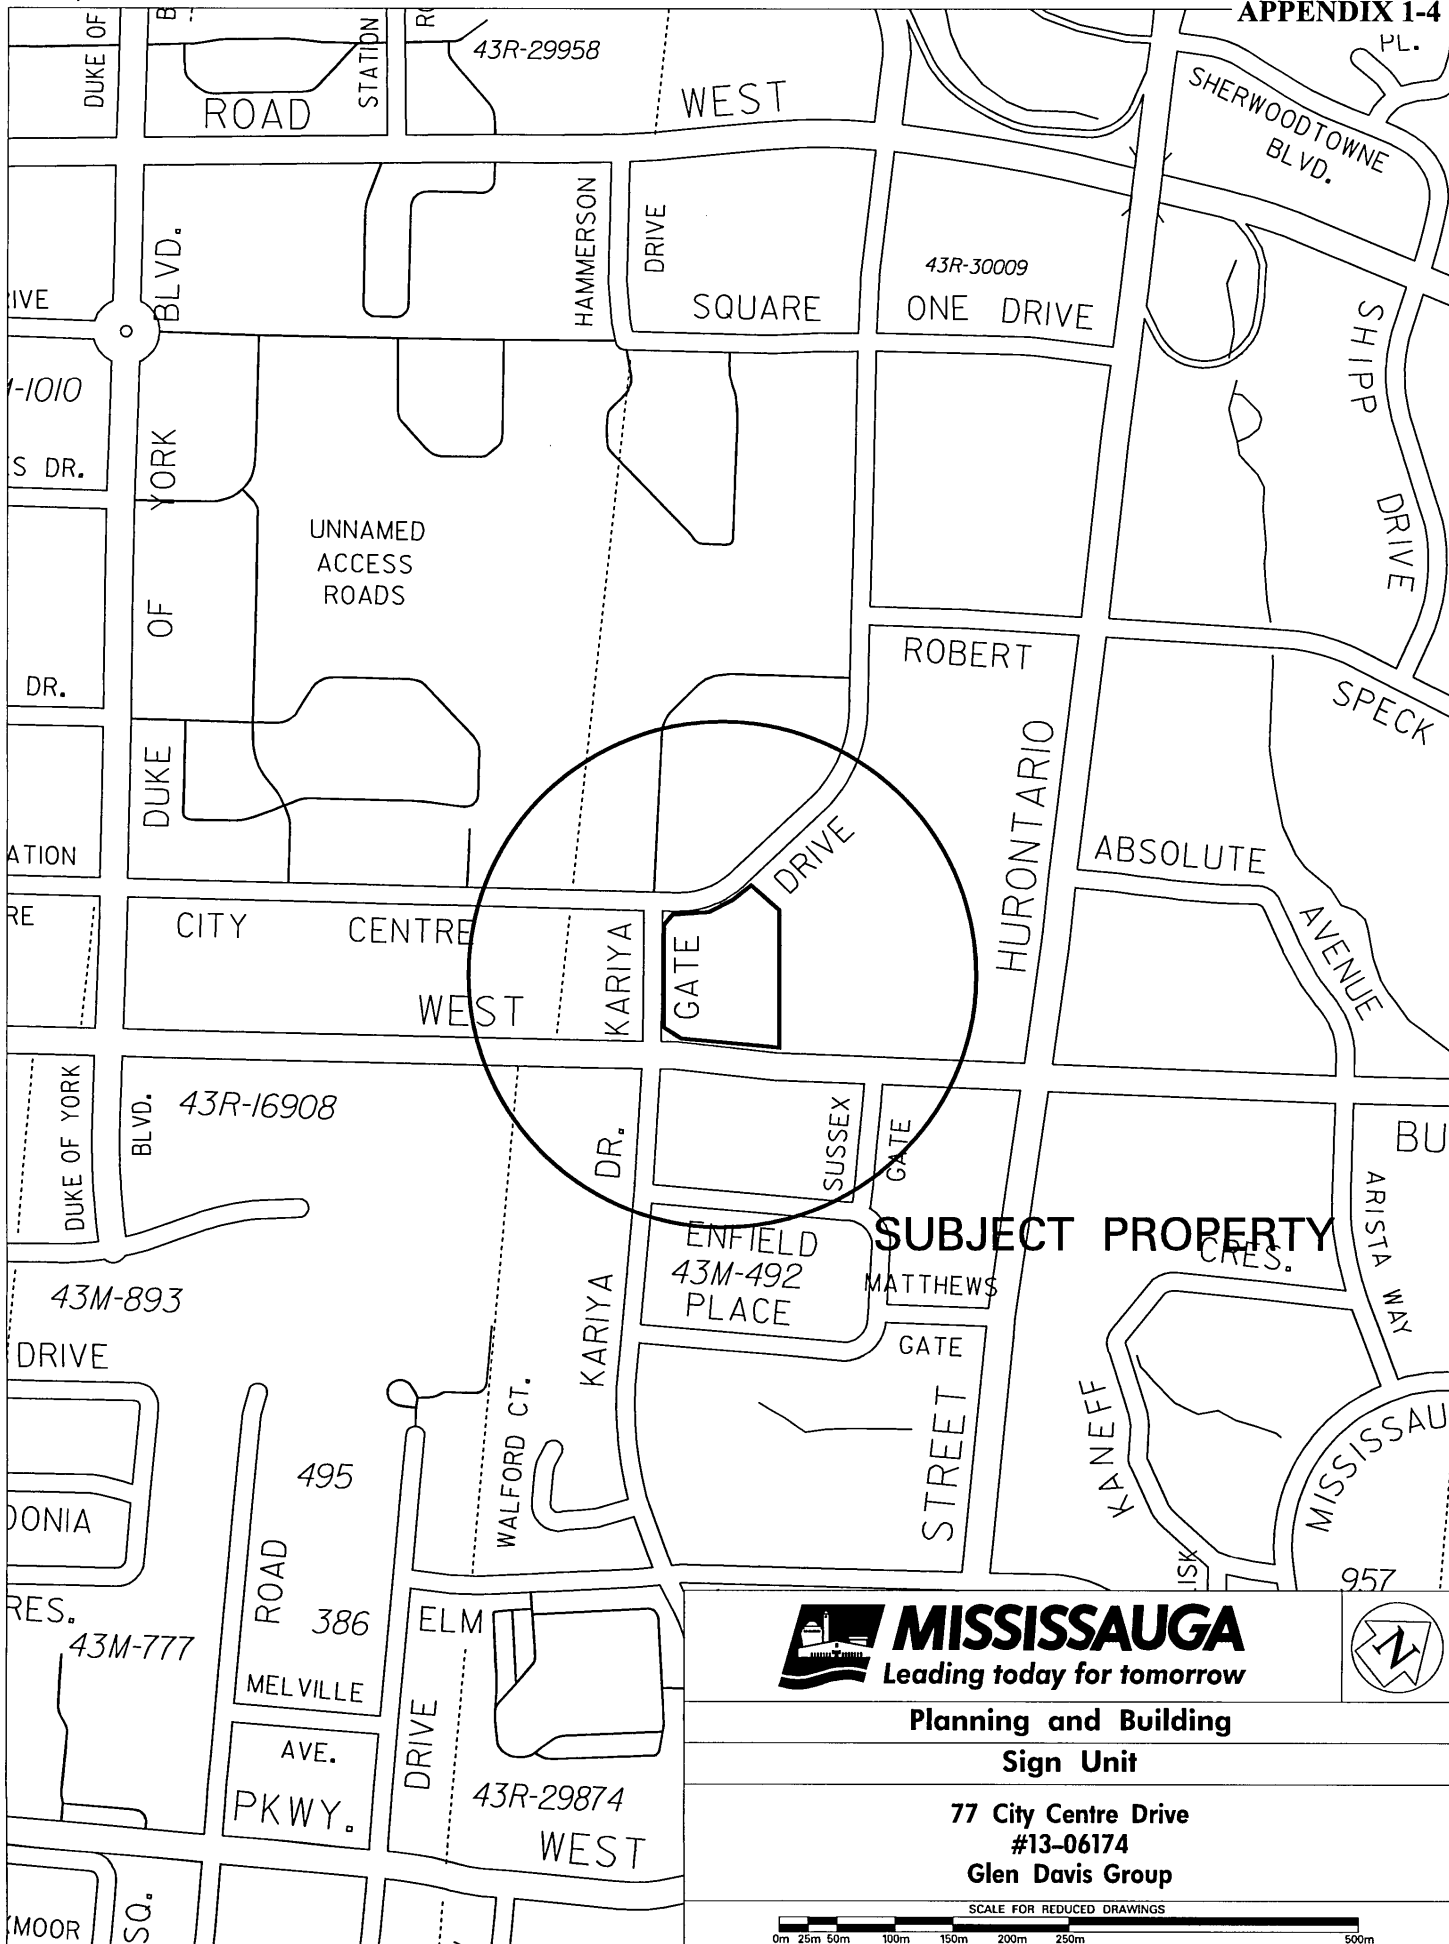 APPENDIX 1-4
PL.
DUKE OF
B
STATION
RO
43R-29958
ROAD
WEST
SHERWOODTOWNE
BLVD.
HAMMERSON
DRIVE
BLVD.
43R-30009
SQUARE ONE DRIVE
SHIPP
DRIVE
-1010
S DR.
YORK
OF
DUKE
UNNAMED
ACCESS
ROADS
ROBERT
SPECK
DR.
HURONTARIO
ATION
ABSOLUTE
AVENUE
DRIVE
RE
CITY CENTRE
KARIYA
GATE
WEST
DUKE OF YORK
BLVD.
43R-16908
DR.
SUSSEX
GATE
BU
ARISTA WAY
SUBJECT PROPERTY
CRES.
ENFIELD
43M-492
PLACE
MATTHEWS
GATE
43M-893
KARIYA
DRIVE
WALFORD CT.
STREET
KANEFF
MISSISSAU
495
DONIA
ROAD
ISK
957
RES.
43M-777
386
ELM
DRIVE
MELVILLE
AVE.
PKWY.
43R-29874
WEST
MOOR
SQ.
MISSISSAUGA
Leading today for tomorrow
N
Planning and Building
Sign Unit
77 City Centre Drive
#13-06174
Glen Davis Group
SCALE FOR REDUCED DRAWINGS
0m 25m 50m 100m 150m 200m 250m 500m